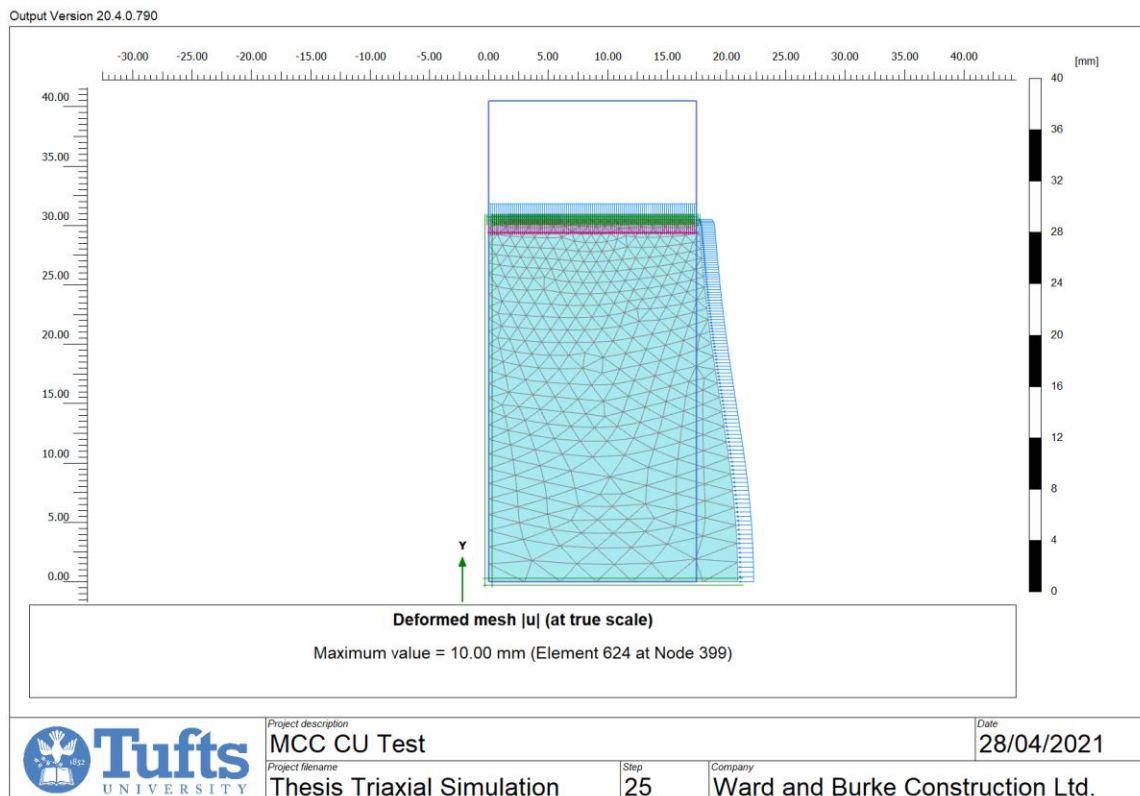 Output Version 20.4.0.790
-30.00 -25.00 -20.00 -15.00 -10.00 -5.00 0.00 5.00 10.00 15.00 20.00 25.00 30.00 35.00 40.00
[mm]
40.00
35.00
30.00
25.00
20.00
15.00
10.00
5.00
0.00
Y
40
36
32
28
24
20
16
12
8
4
0
Deformed mesh |u| (at true scale)
Maximum value = 10.00 mm (Element 624 at Node 399)
1852
Tufts
UNIVERSITY
Project description
MCC CU Test
Date
28/04/2021
Project filename
Thesis Triaxial Simulation
Step
25
Company
Ward and Burke Construction Ltd.